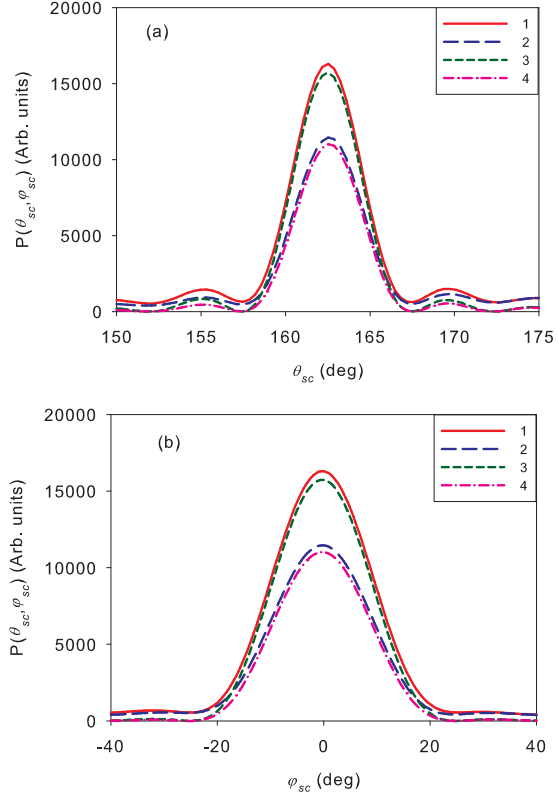 (a)
1
2
3
4
20000
15000
10000
5000
0
P(θsc,φsc) (Arb. units)
150 155 160 165 170 175
θsc (deg)
(b)
1
2
3
4
20000
15000
10000
5000
0
P(θsc,φsc) (Arb. units)
-40 -20 0 20 40
φsc (deg)